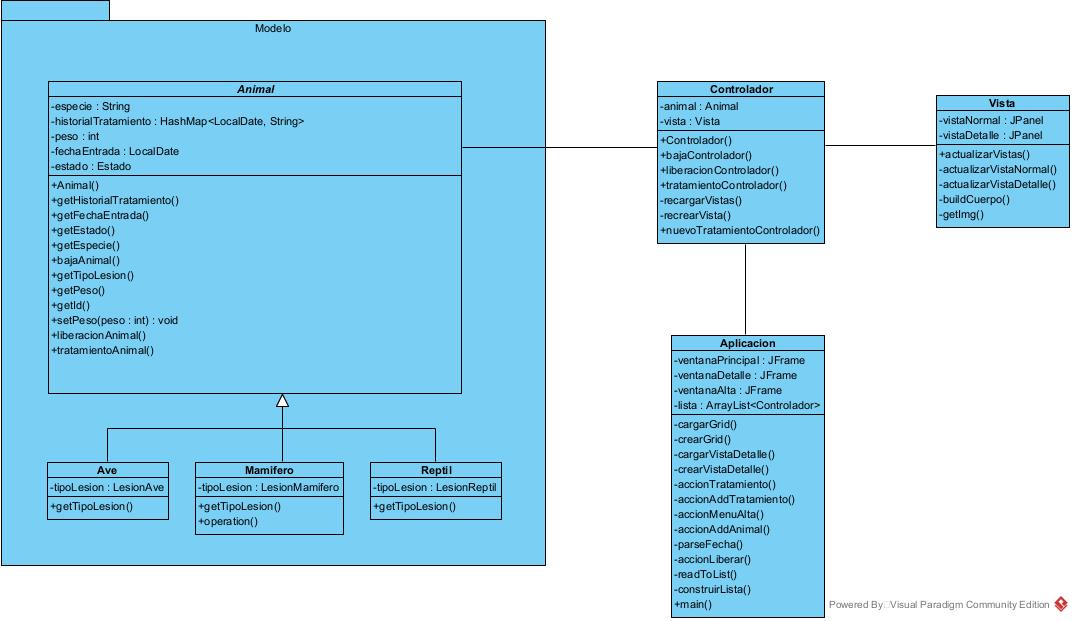 Modelo
Animal
-especie : String
-historialTratamiento : HashMap<LocalDate, String>
-peso : int
-fechaEntrada : LocalDate
-estado : Estado
+Animal()
+getHistorialTratamiento()
+getFechaEntrada()
+getEstado()
+getEspecie()
+bajaAnimal()
+getTipoLesion()
+getPeso()
+getId()
+setPeso(peso : int) : void
+liberacionAnimal()
+tratamientoAnimal()
Ave
-tipoLesion : LesionAve
+getTipoLesion()
Mamifero
-tipoLesion : LesionMamifero
+getTipoLesion()
+operation()
Reptil
-tipoLesion : LesionReptil
+getTipoLesion()
Controlador
-animal : Animal
-vista : Vista
+Controlador()
+bajaControlador()
+liberacionControlador()
+tratamientoControlador()
-recargarVistas()
-recrearVista()
+nuevoTratamientoControlador()
Vista
-vistaNormal : JPanel
-vistaDetalle : JPanel
+actualizarVistas()
-actualizarVistaNormal()
-actualizarVistaDetalle()
-buildCuerpo()
-getImg()
Aplicacion
-ventanaPrincipal : JFrame
-ventanaDetalle : JFrame
-ventanaAlta : JFrame
-lista : ArrayList<Controlador>
-cargarGrid()
-crearGrid()
-cargarVistaDetalle()
-crearVistaDetalle()
-accionTratamiento()
-accionAddTratamiento()
-accionMenuAlta()
-accionAddAnimal()
-parseFecha()
-accionLiberar()
-readToList()
-construirLista()
+main()
Powered By Visual Paradigm Community Edition